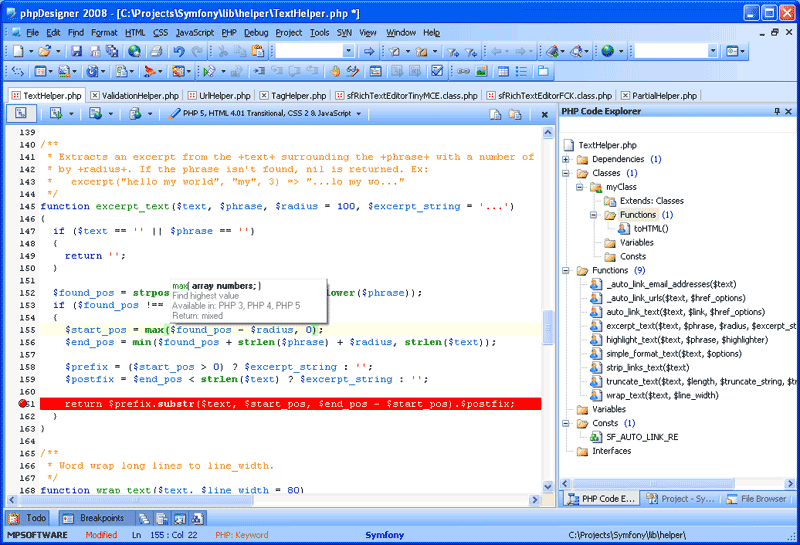 phpDesigner 2008 - [C:\Projects\Symfony\lib\helper\TextHelper.php *]
File Edit Find Format HTML CSS JavaScript PHP Debug Project Tools SVN View Window Help
TextHelper.php ValidationHelper.php UrlHelper.php TagHelper.php sfRichTextEditorTinyMCE.class.php sfRichTextEditorFCK.class.php PartialHelper.php
PHP 5, HTML 4.01 Transitional, CSS 2 & JavaScript
139
140 /**
141 * Extracts an excerpt from the +text+ surrounding the +phrase+ with a number of
142 * by +radius+. If the phrase isn't found, nil is returned. Ex:
143 * excerpt("hello my world", "my", 3) => "...lo my wo..."
144 */
145 function excerpt_text($text, $phrase, $radius = 100, $excerpt_string = '...')
146 {
147 if ($text == '' || $phrase == '')
148 {
149 return '';
150 }
151
152 $found_pos = strpos lower($phrase));
153 if ($found_pos !==
154 {
max( array numbers; )
Find highest value
Available in: PHP 3, PHP 4, PHP 5
Return: mixed
155 $start_pos = max($found_pos - $radius, 0);
156 $end_pos = min($found_pos + strlen($phrase) + $radius, strlen($text));
157
158 $prefix = ($start_pos > 0) ? $excerpt_string : '';
159 $postfix = $end_pos < strlen($text) ? $excerpt_string : '';
160
161 return $prefix.substr($text, $start_pos, $end_pos - $start_pos).$postfix;
162 }
163 }
164
165 /**
166 * Word wrap long lines to line_width.
167 */
168 function wrap_text($text, $line_width = 80)
PHP Code Explorer
TextHelper.php
Dependencies (1)
Classes (1)
myClass
Extends: Classes
Functions (1)
toHTML()
Variables
Consts
Functions (9)
_auto_link_email_addresses($text)
_auto_link_urls($text, $href_options)
auto_link_text($text, $link, $href_options)
excerpt_text($text, $phrase, $radius, $excerpt_s
highlight_text($text, $phrase, $highlighter)
simple_format_text($text, $options)
strip_links_text($text)
truncate_text($text, $length, $truncate_string, $t
wrap_text($text, $line_width)
Variables
Consts (1)
SF_AUTO_LINK_RE
Interfaces
PHP Code E... Project - Sy... File Browser
Todo Breakpoints
MPSOFTWARE Modified Ln 155 : Col 22 PHP: Keyword Symfony C:\Projects\Symfony\lib\helper\